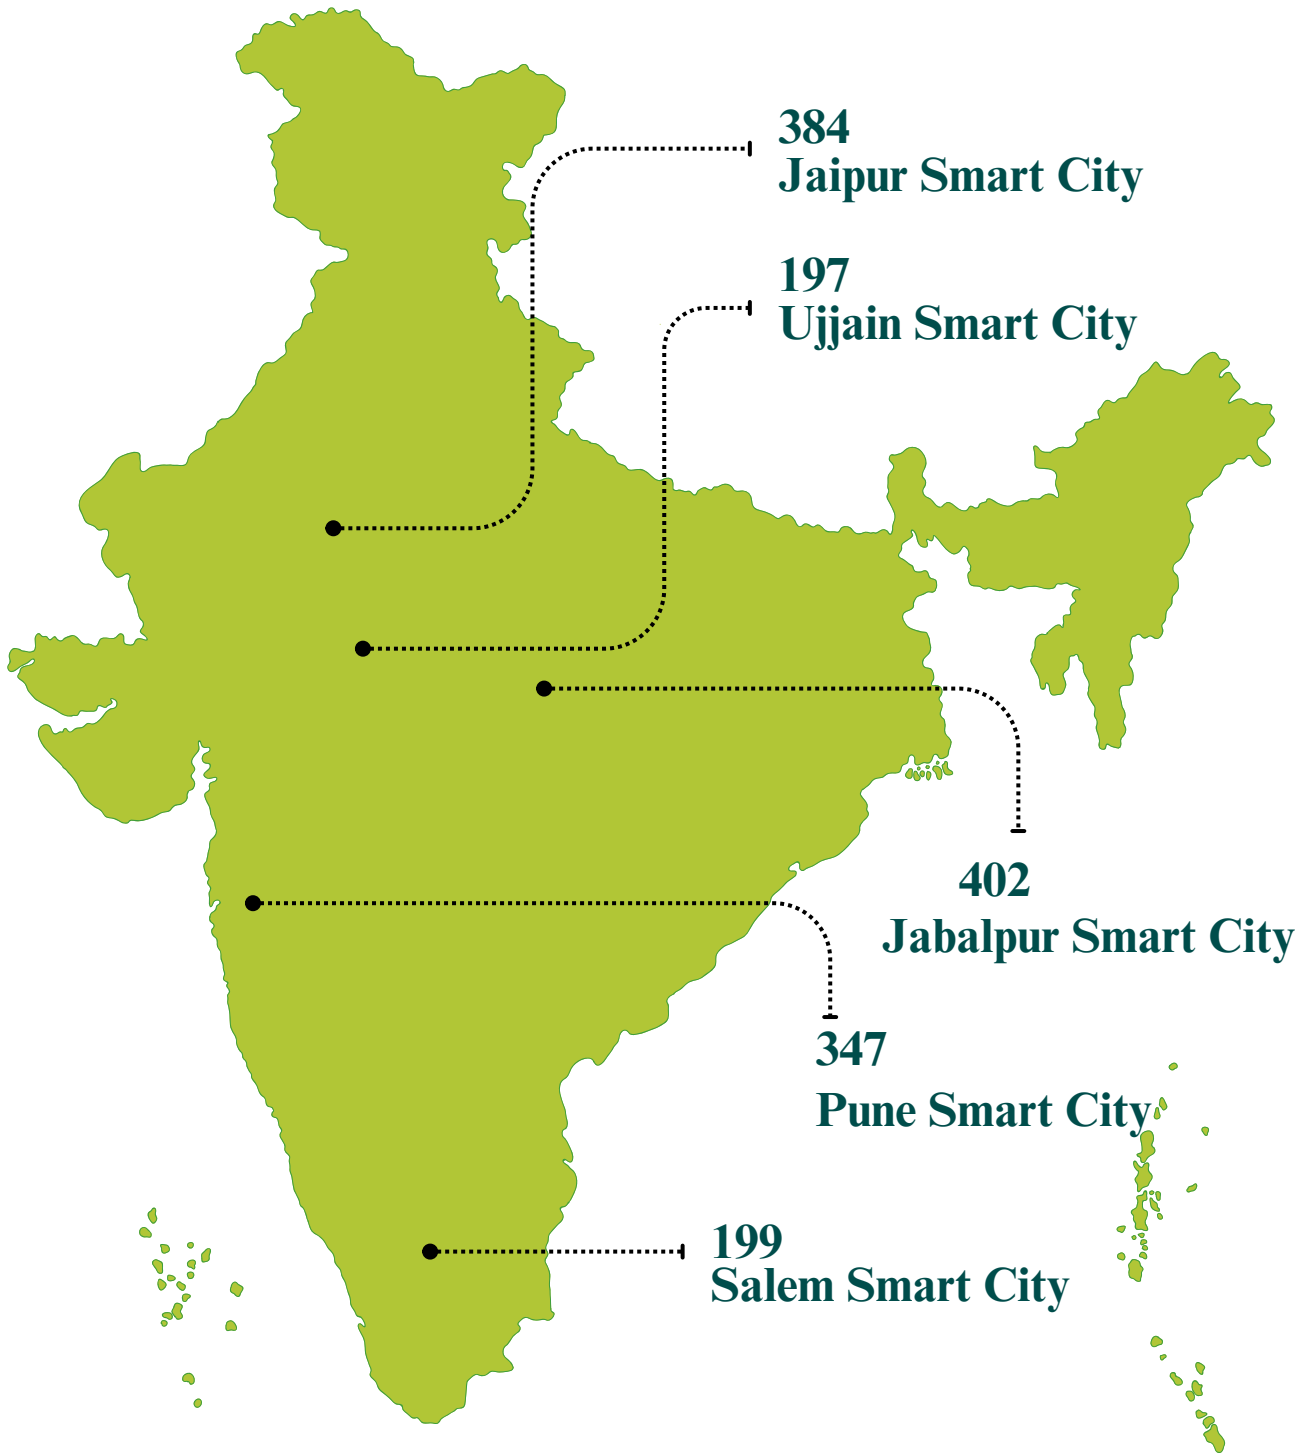 384
Jaipur Smart City
197
Ujjain Smart City
402
Jabalpur Smart City
347
Pune Smart City
199
Salem Smart City